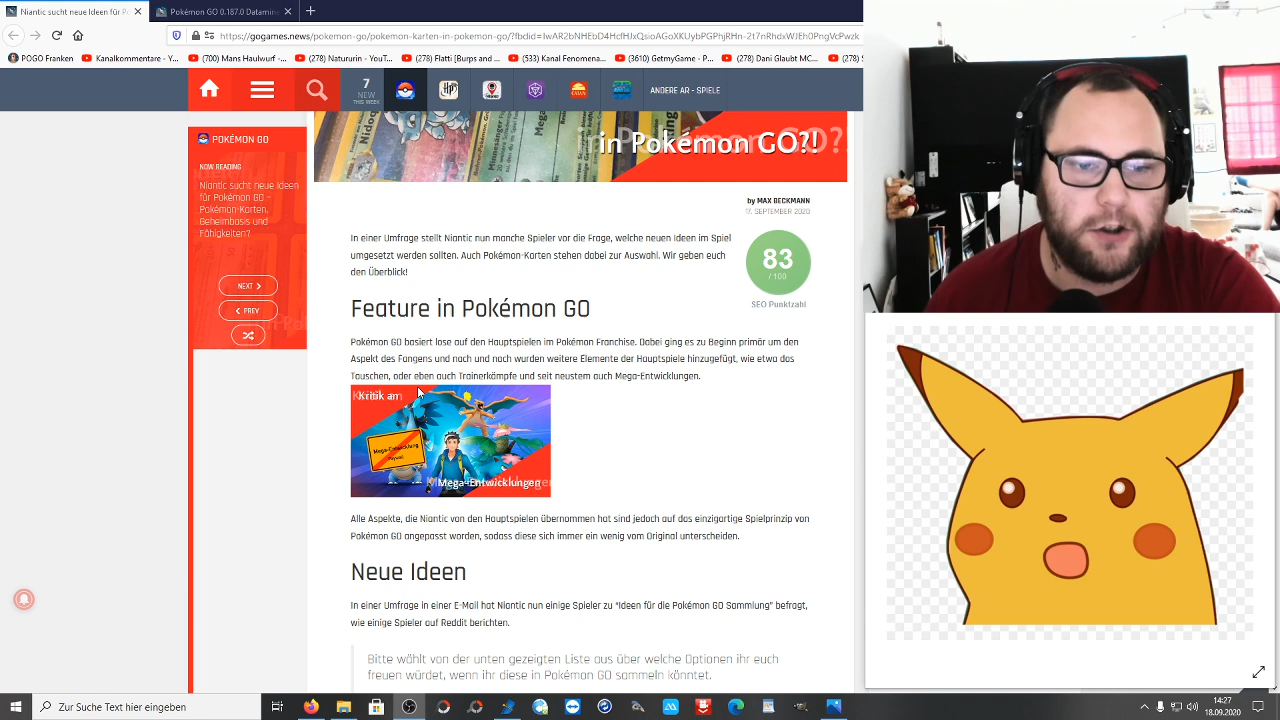 Niantic sucht neue Ideen für Po
Pokémon GO 0.187.0 Datamine
https://gogames.news/pokemon-go/pokemon-karten-in-pokemon-go/?fbclid=IwAR2bNHEbD4HcfHJxQsioAGoXKUybPGPhjRHn-2t7nRhdxWJEh0PngVcPwzk
POGO Franken
Kanalkommentare - Y...
(700) Mans Haulwurf - ...
(278) Natururin - YouT...
(278) Flatti [Burps and ...
(533) Kanal Fenomena...
(3610) GetmyGame - P...
(278) Dani Glaubt MC...
7
NEW
THIS WEEK
CATAN
ANDERE AR - SPIELE
in Pokémon GO?!
POKÉMON GO
NOW READING
Niantic sucht neue Ideen
für Pokémon GO –
Pokémon-Karten,
Geheimbasis und
Fähigkeiten?
NEXT
PREV
by MAX BECKMANN
17. SEPTEMBER 2020
In einer Umfrage stellt Niantic nun manche Spieler vor die Frage, welche neuen Ideen im Spiel
umgesetzt werden sollten. Auch Pokémon-Karten stehen dabei zur Auswahl. Wir geben euch
den Überblick!
83
/ 100
SEO Punktzahl
Feature in Pokémon GO
Pokémon GO basiert lose auf den Hauptspielen im Pokémon Franchise. Dabei ging es zu Beginn primär um den
Aspekt des Fangens und nach und nach wurden weitere Elemente der Hauptspiele hinzugefügt, wie etwa das
Tauschen, oder eben auch Trainerkämpfe und seit neustem auch Mega-Entwicklungen.
Kritik am
Mega-Entwicklung
Mega-Entwicklungen
Alle Aspekte, die Niantic von den Hauptspielen übernommen hat sind jedoch auf das einzigartige Spielprinzip von
Pokémon GO angepasst worden, sodass diese sich immer ein wenig vom Original unterscheiden.
Neue Ideen
In einer Umfrage in einer E-Mail hat Niantic nun einige Spieler zu "Ideen für die Pokémon GO Sammlung" befragt,
wie einige Spieler auf Reddit berichten.
Bitte wählt von der unten gezeigten Liste aus über welche Optionen ihr euch
freuen würdet, wenn ihr diese in Pokémon GO sammeln könntet.
Zur Suche Text hier eingeben
14:27
18.09.2020